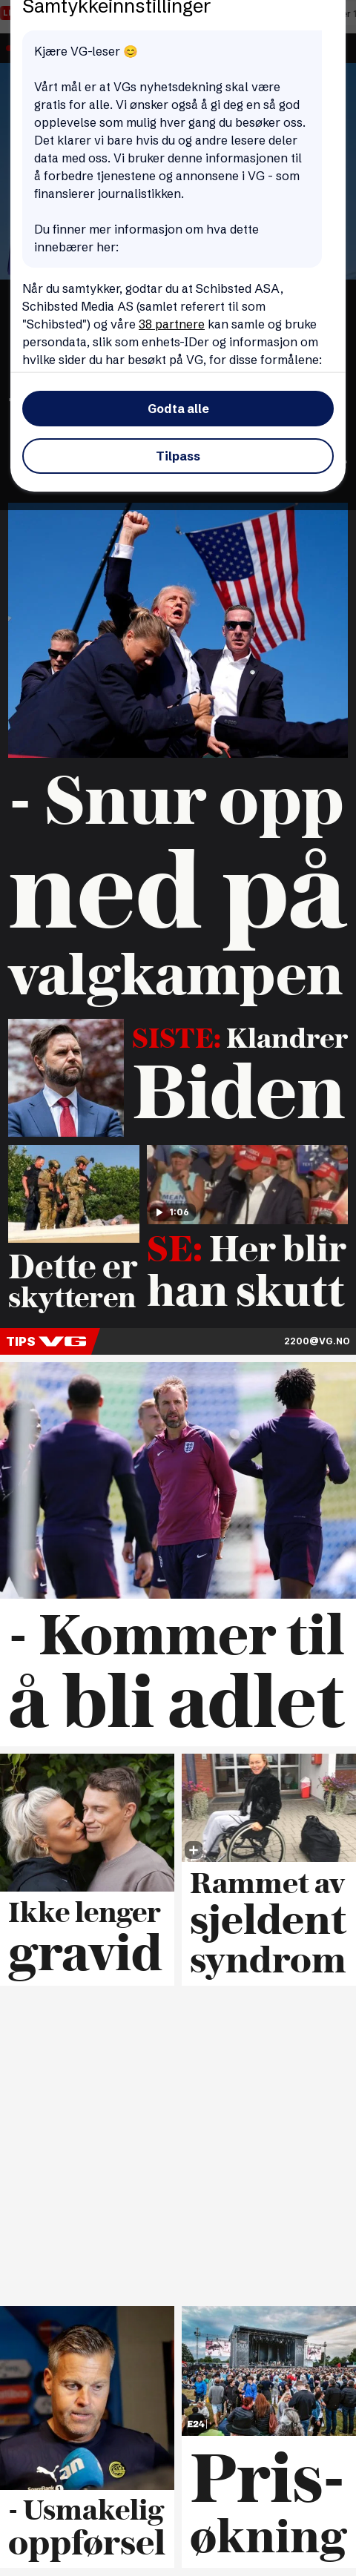 Samtykkeinnstillinger
Kjære VG-leser 😊
Vårt mål er at VGs nyhetsdekning skal være
gratis for alle. Vi ønsker også å gi deg en så god
opplevelse som mulig hver gang du besøker oss.
Det klarer vi bare hvis du og andre lesere deler
data med oss. Vi bruker denne informasjonen til
å forbedre tjenestene og annonsene i VG - som
finansierer journalistikken.
Du finner mer informasjon om hva dette
innebærer her:
Når du samtykker, godtar du at Schibsted ASA,
Schibsted Media AS (samlet referert til som
"Schibsted") og våre 38 partnere kan samle og bruke
persondata, slik som enhets-IDer og informasjon om
hvilke sider du har besøkt på VG, for disse formålene:
Godta alle
Tilpass
- Snur opp
ned på
valgkampen
SISTE: Klandrer
Biden
1:06
Dette er
skytteren
SE: Her blir
han skutt
TIPS VG
2200@VG.NO
- Kommer til
å bli adlet
Ikke lenger
gravid
Rammet av
sjeldent
syndrom
E24
- Usmakelig
oppførsel
Pris-
økning